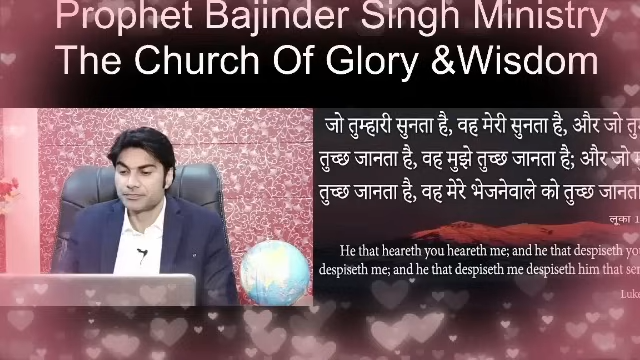 Prophet Bajinder Singh Ministry
The Church Of Glory &Wisdom
जो तुम्हारी सुनता है, वह मेरी सुनता है, और जो
तुच्छ जानता है, वह मुझे तुच्छ जानता है; और जो
तुच्छ जानता है, वह मेरे भेजनेवाले को तुच्छ
लूका
He that heareth you heareth me; and he that despiseth
despiseth me; and he that despiseth me despiseth him that